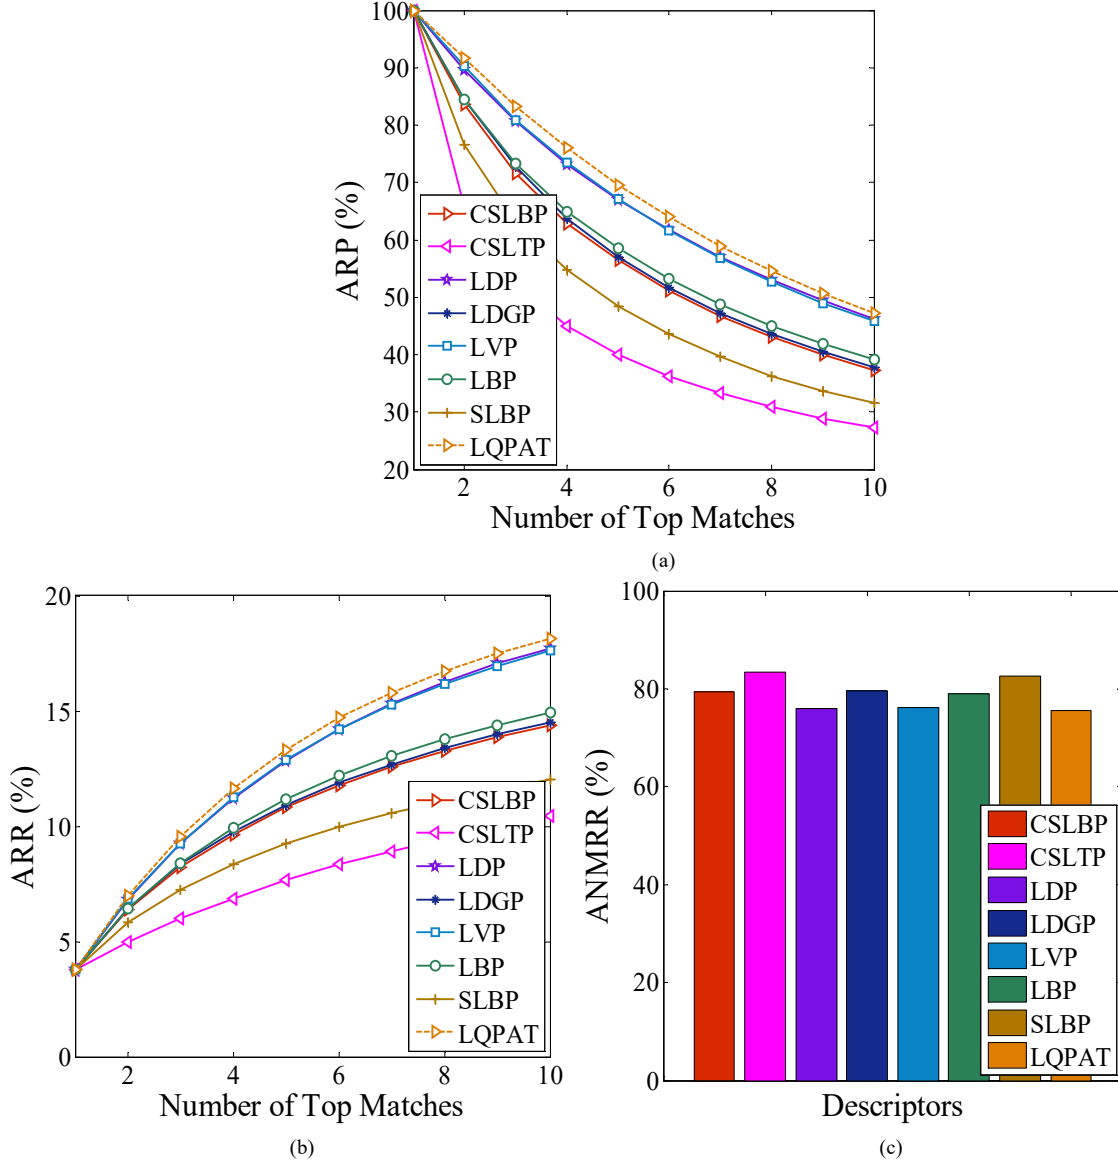 100
90
80
70
60
50
40
30
20
ARP (%)
CSLBP
CSLTP
LDP
LDGP
LVP
LBP
SLBP
LQPAT
2 4 6 8 10
Number of Top Matches
(a)
20
15
10
5
0
ARR (%)
CSLBP
CSLTP
LDP
LDGP
LVP
LBP
SLBP
LQPAT
2 4 6 8 10
Number of Top Matches
(b)
100
80
60
40
20
0
ANMRR (%)
CSLBP
CSLTP
LDP
LDGP
LVP
LBP
SLBP
LQPAT
Descriptors
(c)